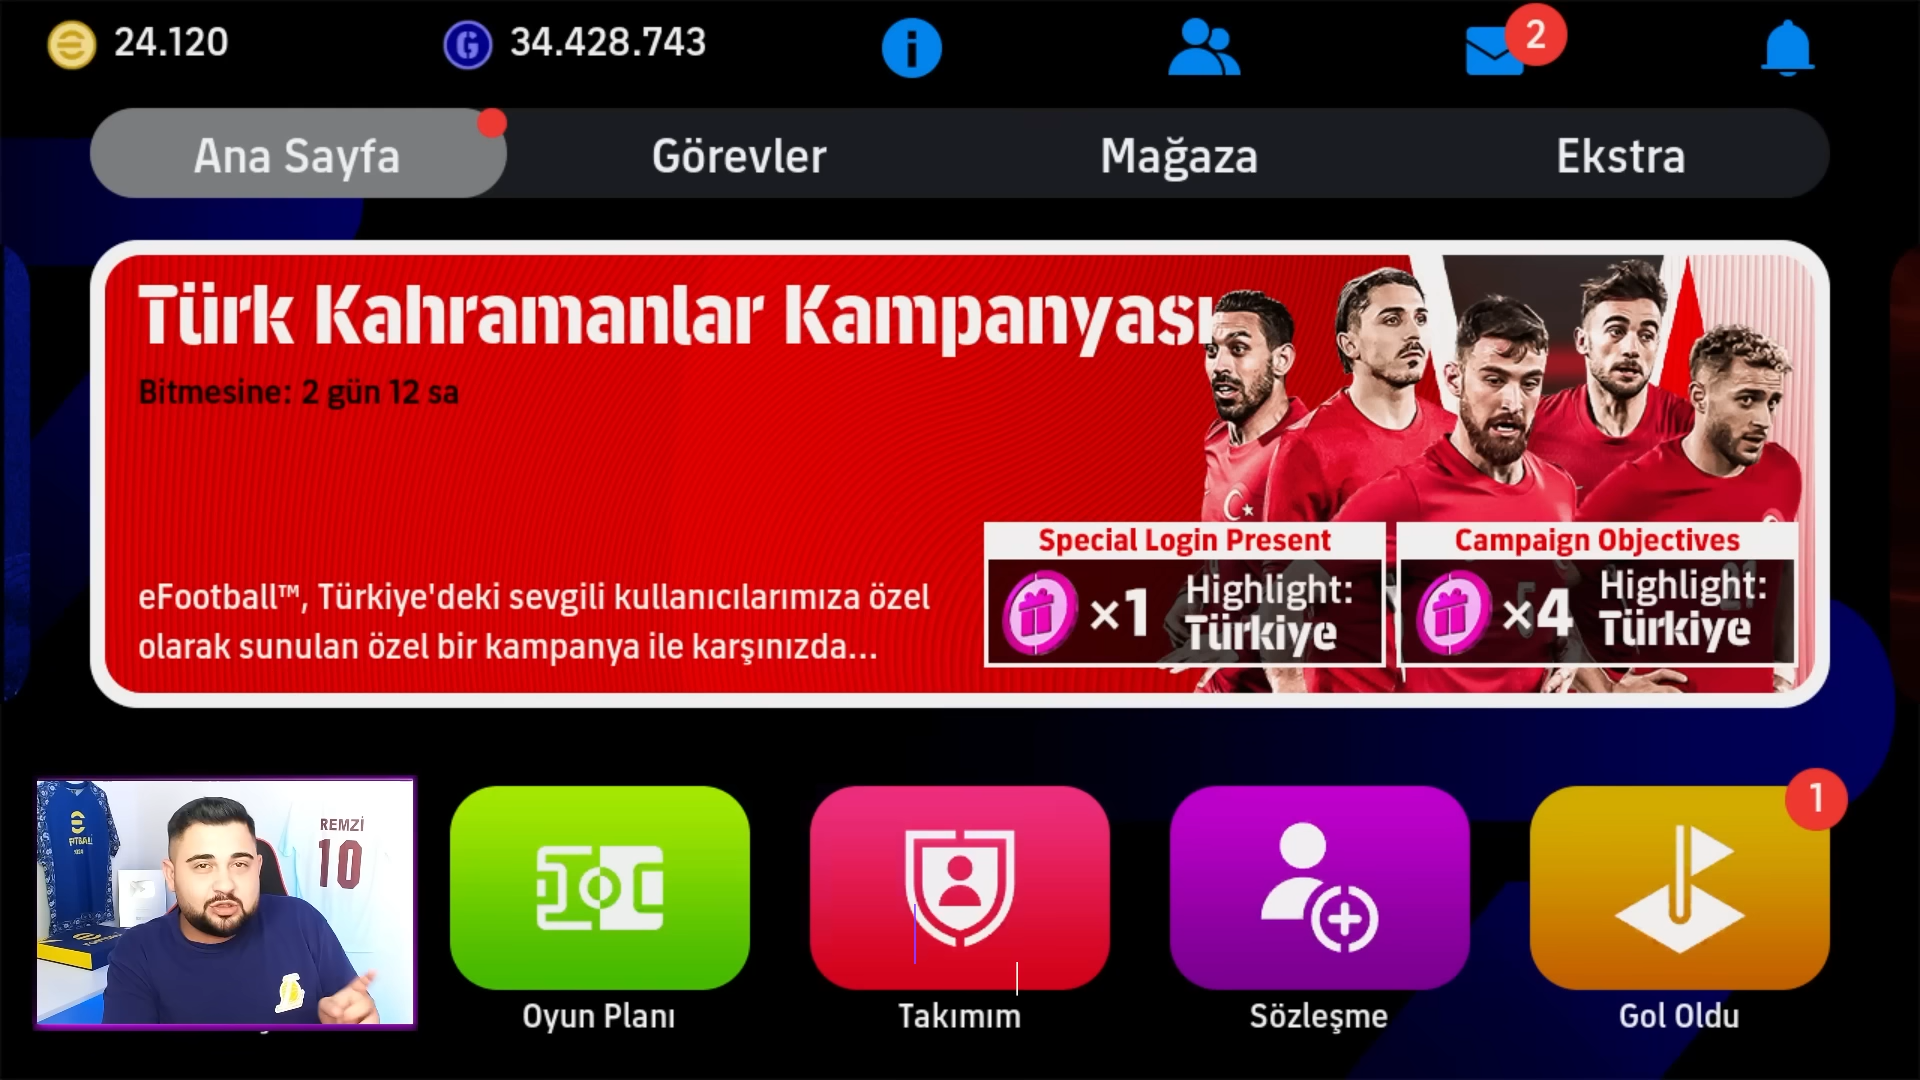 24.120
34.428.743
2
Ana Sayfa
Görevler
Mağaza
Ekstra
Türk Kahramanlar Kampanyası
Bitmesine: 2 gün 12 sa
eFootball™, Türkiye'deki sevgili kullanıcılarımıza özel
olarak sunulan özel bir kampanya ile karşınızda...
Special Login Present
×1
Highlight:
Türkiye
Campaign Objectives
×4
Highlight:
Türkiye
REMZİ
10
1
Oyun Planı
Takımım
Sözleşme
Gol Oldu